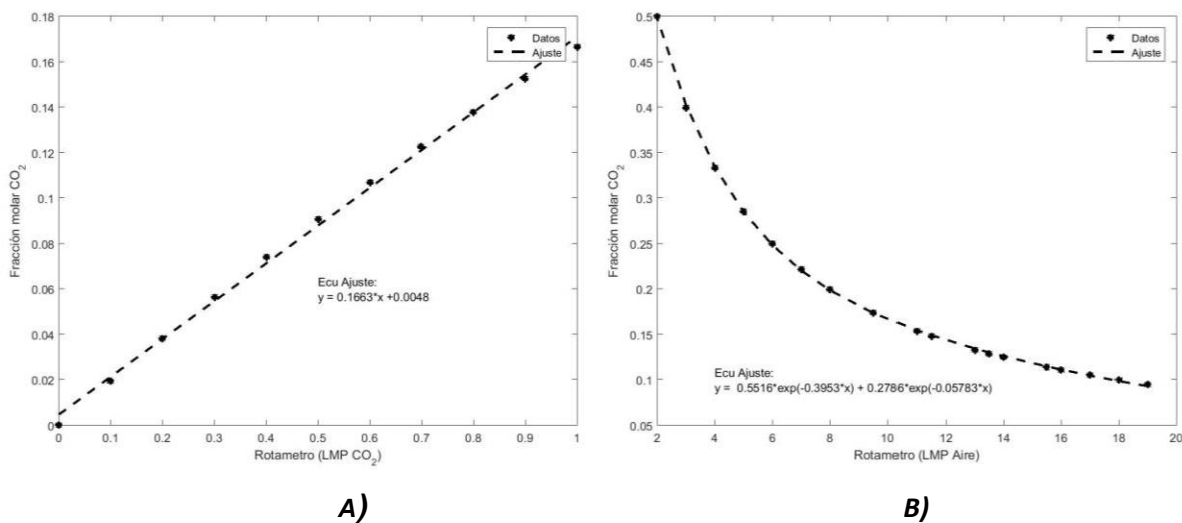 0.18
0.16
0.14
0.12
0.1
0.08
0.06
0.04
0.02
0
Fracción molar CO2
Datos
Ajuste
Ecu Ajuste:
y = 0.1663*x +0.0048
0 0.1 0.2 0.3 0.4 0.5 0.6 0.7 0.8 0.9 1
Rotametro (LMP CO2)
A)
0.5
0.45
0.4
0.35
0.3
0.25
0.2
0.15
0.1
0.05
Fracción molar CO2
Datos
Ajuste
Ecu Ajuste:
y = 0.5516*exp(-0.3953*x) + 0.2786*exp(-0.05783*x)
2 4 6 8 10 12 14 16 18 20
Rotametro (LMP Aire)
B)